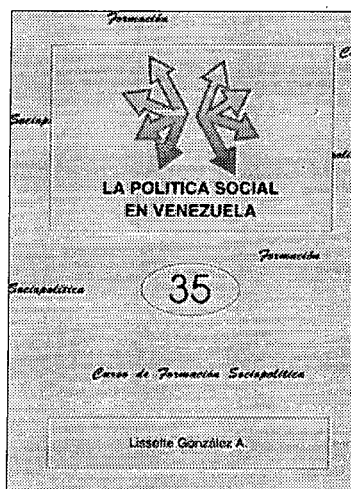 Formación
LA POLITICA SOCIAL
EN VENEZUELA
Formación
Sociopolítica
35
Curso de Formación Sociopolítica
Lissette González A.